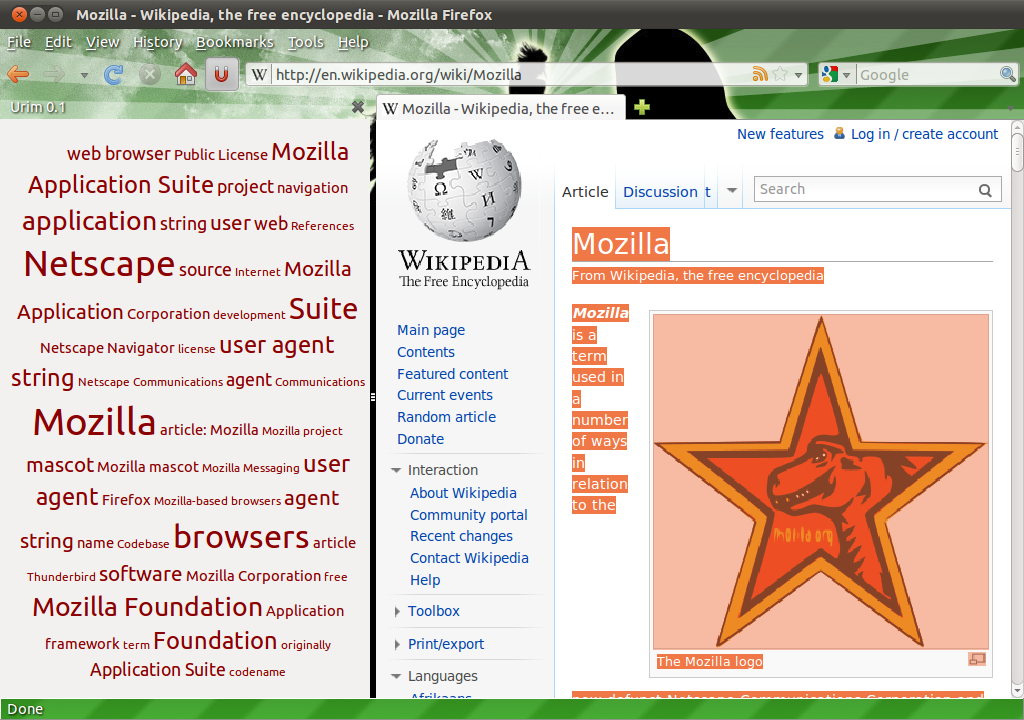 Mozilla - Wikipedia, the free encyclopedia - Mozilla Firefox
File Edit View History Bookmarks Tools Help
W http://en.wikipedia.org/wiki/Mozilla
Google
Urim 0.1
W Mozilla - Wikipedia, the free e...
web browser Public License Mozilla
Application Suite project navigation
application string user web References
Netscape source Internet Mozilla
Application Corporation development Suite
Netscape Navigator license user agent
string Netscape Communications agent Communications
Mozilla article: Mozilla Mozilla project
mascot Mozilla mascot Mozilla Messaging user
agent Firefox Mozilla-based browsers agent
string name Codebase browsers article
Thunderbird software Mozilla Corporation free
Mozilla Foundation Application
framework term Foundation originally
Application Suite codename
WIKIPEDIA
The Free Encyclopedia
Main page
Contents
Featured content
Current events
Random article
Donate
Interaction
About Wikipedia
Community portal
Recent changes
Contact Wikipedia
Help
Toolbox
Print/export
Languages
Afrikaans
New features Log in / create account
Article Discussion t
Search
Mozilla
From Wikipedia, the free encyclopedia
Mozilla
is a
term
used in
a
number
of ways
in
relation
to the
mozilla.org
The Mozilla logo
now defunct Netscape Communications Corporation and
Done